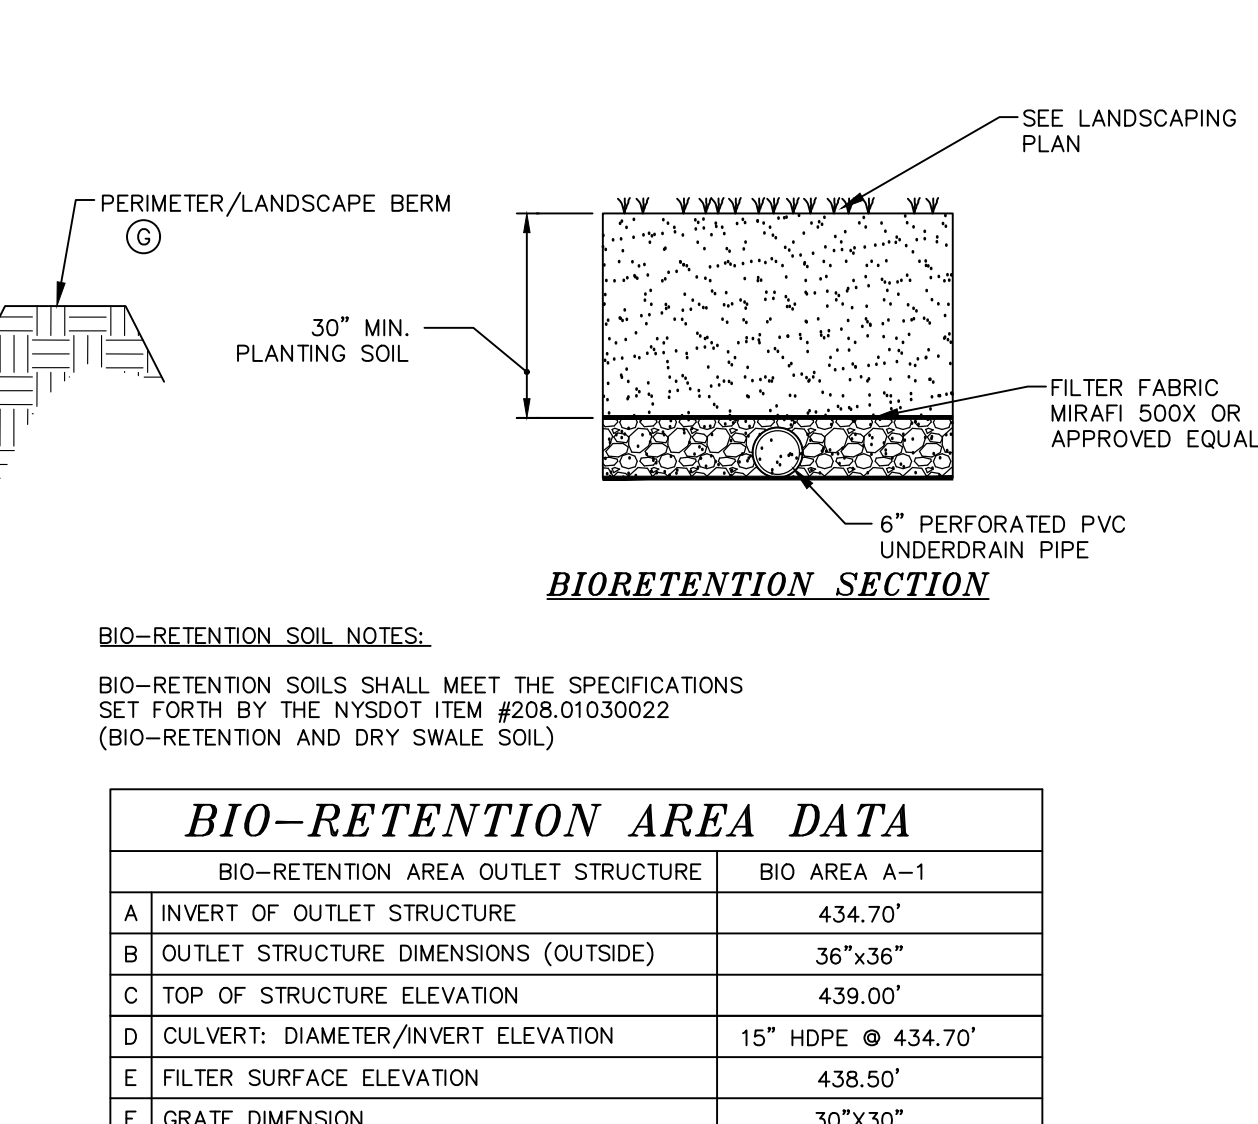 SEE LANDSCAPING
PLAN
PERIMETER/LANDSCAPE BERM
G
30” MIN.
PLANTING SOIL
FILTER FABRIC
MIRAFI 500X OR
APPROVED EQUAL
6” PERFORATED PVC
UNDERDRAIN PIPE
BIORETENTION SECTION
BIO-RETENTION SOIL NOTES:
BIO-RETENTION SOILS SHALL MEET THE SPECIFICATIONS
SET FORTH BY THE NYSDOT ITEM #208.01030022
(BIO-RETENTION AND DRY SWALE SOIL)
BIO-RETENTION AREA DATA
BIO-RETENTION AREA OUTLET STRUCTURE BIO AREA A-1
A INVERT OF OUTLET STRUCTURE 434.70’
B OUTLET STRUCTURE DIMENSIONS (OUTSIDE) 36”x36”
C TOP OF STRUCTURE ELEVATION 439.00’
D CULVERT: DIAMETER/INVERT ELEVATION 15” HDPE @ 434.70’
E FILTER SURFACE ELEVATION 438.50’
F GRATE DIMENSION 30”X30”